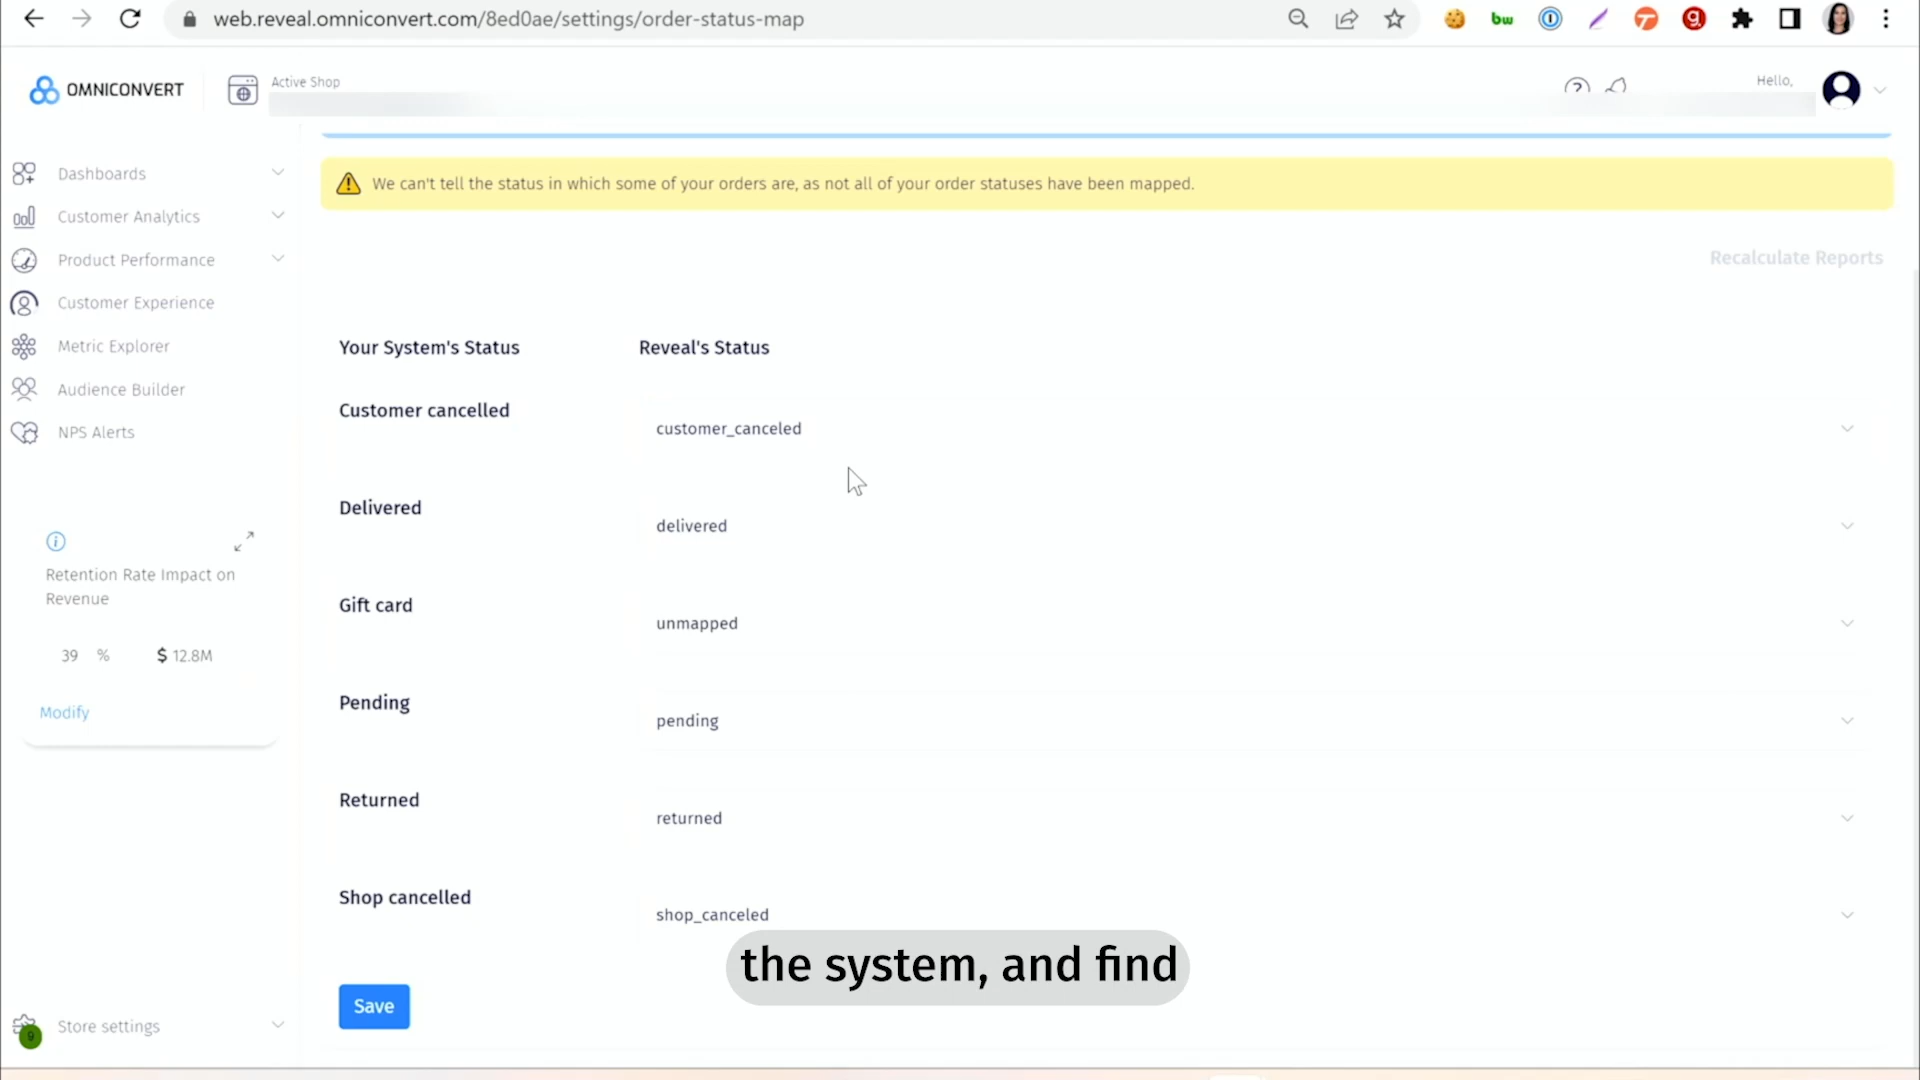 web.reveal.omniconvert.com/8ed0ae/settings/order-status-map
bw
OMNICONVERT
Active Shop
Hello,
Dashboards
Customer Analytics
Product Performance
Customer Experience
Metric Explorer
Audience Builder
NPS Alerts
Retention Rate Impact on
Revenue
39 % $ 12.8M
Modify
Store settings
9
We can't tell the status in which some of your orders are, as not all of your order statuses have been mapped.
Recalculate Reports
Your System's Status Reveal's Status
Customer cancelled
customer_canceled
Delivered
delivered
Gift card
unmapped
Pending
pending
Returned
returned
Shop cancelled
shop_canceled
the system, and find
Save